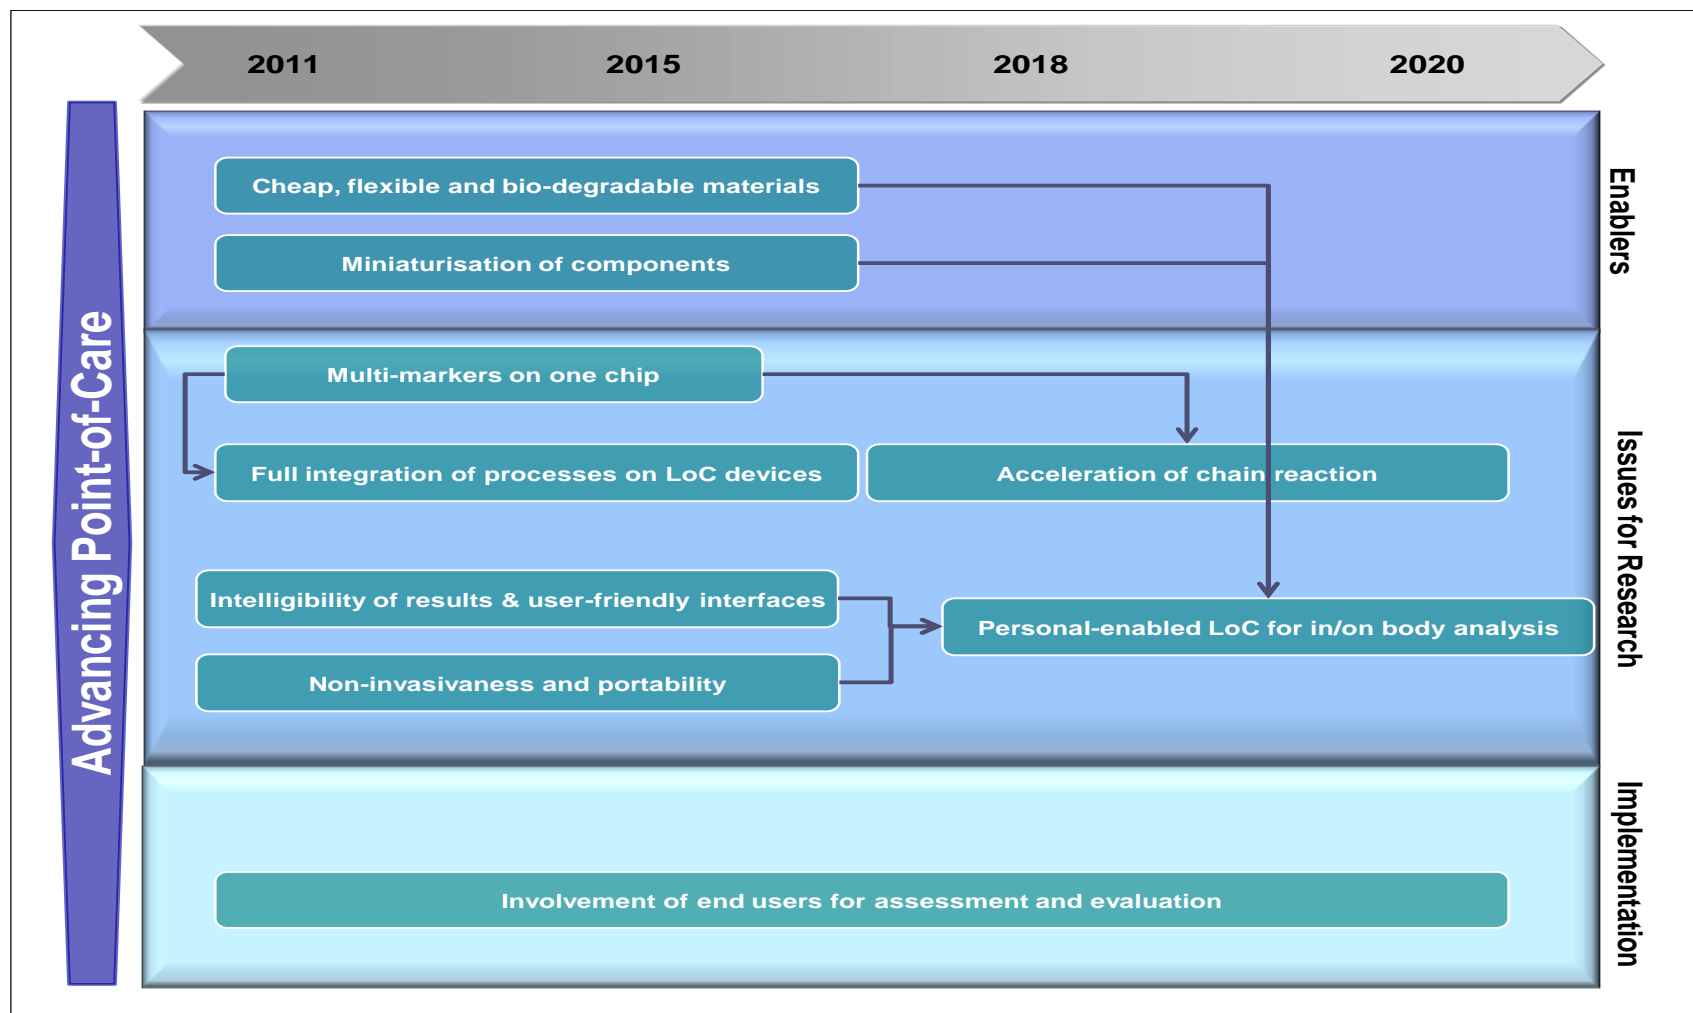 2011 2015 2018 2020
Advancing Point-of-Care
Enablers
Cheap, flexible and bio-degradable materials
Miniaturisation of components
Issues for Research
Multi-markers on one chip
Full integration of processes on LoC devices
Acceleration of chain reaction
Intelligibility of results & user-friendly interfaces
Personal-enabled LoC for in/on body analysis
Non-invasivaness and portability
Implementation
Involvement of end users for assessment and evaluation